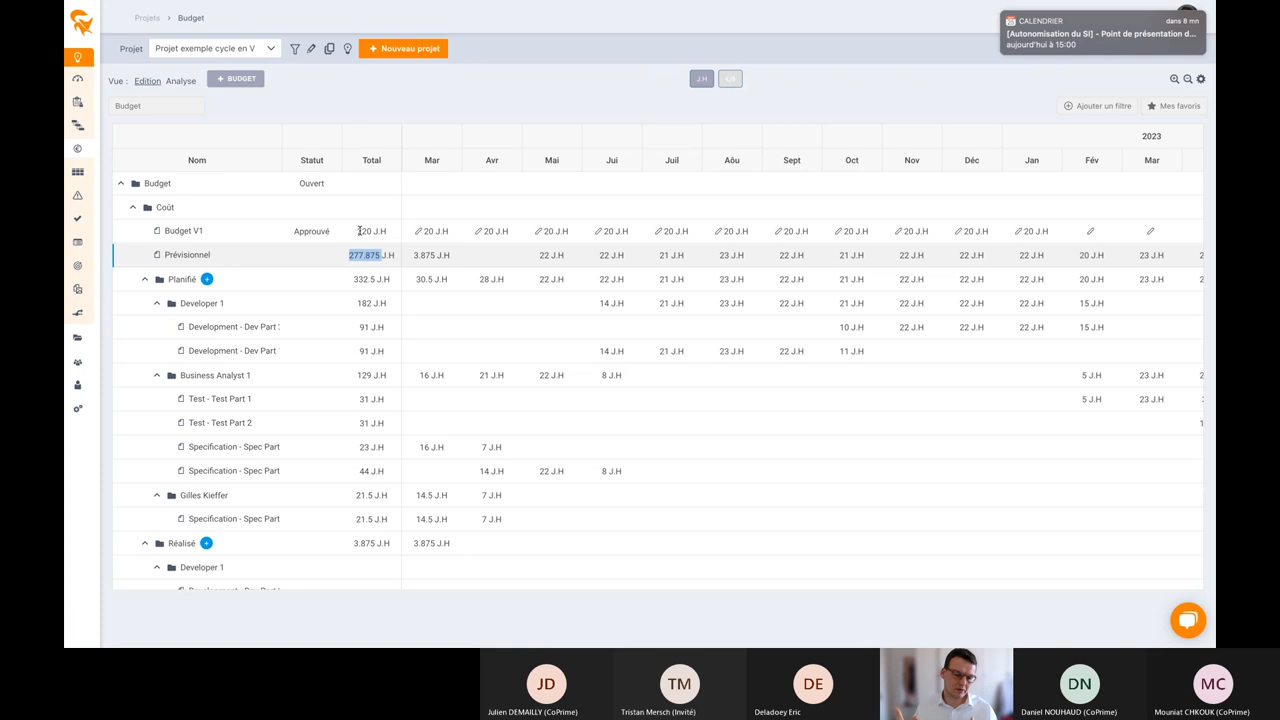 Projets > Budget
CALENDRIER dans 8 mn
[Autonomisation du SI] - Point de présentation d...
aujourd'hui à 15:00
Projet Projet exemple cycle en V + Nouveau projet
Vue : Edition Analyse + BUDGET J.H
Budget Ajouter un filtre Mes favoris
2023
Nom Statut Total Mar Avr Mai Jui Juil Aôu Sept Oct Nov Déc Jan Fév Mar
Budget Ouvert
Coût
Budget V1 Approuvé 20 J.H 20 J.H 20 J.H 20 J.H 20 J.H 20 J.H 20 J.H 20 J.H 20 J.H 20 J.H 20 J.H 20 J.H
Prévisionnel 277.875 J.H 3.875 J.H 22 J.H 22 J.H 21 J.H 23 J.H 22 J.H 21 J.H 22 J.H 22 J.H 22 J.H 20 J.H 23 J.H 2
Planifié + 332.5 J.H 30.5 J.H 28 J.H 22 J.H 22 J.H 21 J.H 23 J.H 22 J.H 21 J.H 22 J.H 22 J.H 22 J.H 20 J.H 23 J.H 2
Developer 1 182 J.H 14 J.H 21 J.H 23 J.H 22 J.H 21 J.H 22 J.H 22 J.H 22 J.H 15 J.H
Development - Dev Part 91 J.H 10 J.H 22 J.H 22 J.H 22 J.H 15 J.H
Development - Dev Part 91 J.H 14 J.H 21 J.H 23 J.H 22 J.H 11 J.H
Business Analyst 1 129 J.H 16 J.H 21 J.H 22 J.H 8 J.H 5 J.H 23 J.H 2
Test - Test Part 1 31 J.H 5 J.H 23 J.H
Test - Test Part 2 31 J.H 1
Specification - Spec Part 23 J.H 16 J.H 7 J.H
Specification - Spec Part 44 J.H 14 J.H 22 J.H 8 J.H
Gilles Kieffer 21.5 J.H 14.5 J.H 7 J.H
Specification - Spec Part 21.5 J.H 14.5 J.H 7 J.H
Réalisé + 3.875 J.H 3.875 J.H
Developer 1
JD TM DE DN MC
Julien DEMAILLY (CoPrime) Tristan Mersch (Invité) Deladoey Eric Daniel NOUHAUD (CoPrime) Mouniat CHKOUK (CoPrime)